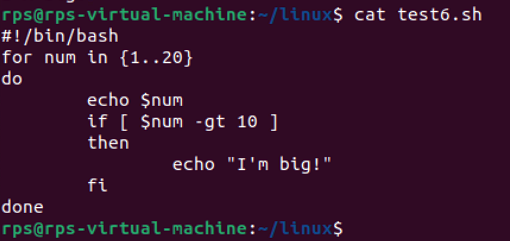 rps@rps-virtual-machine:~/linux$ cat test6.sh
#!/bin/bash
for num in {1..20}
do
        echo $num
        if [ $num -gt 10 ]
        then
                echo "I'm big!"
        fi
done
rps@rps-virtual-machine:~/linux$